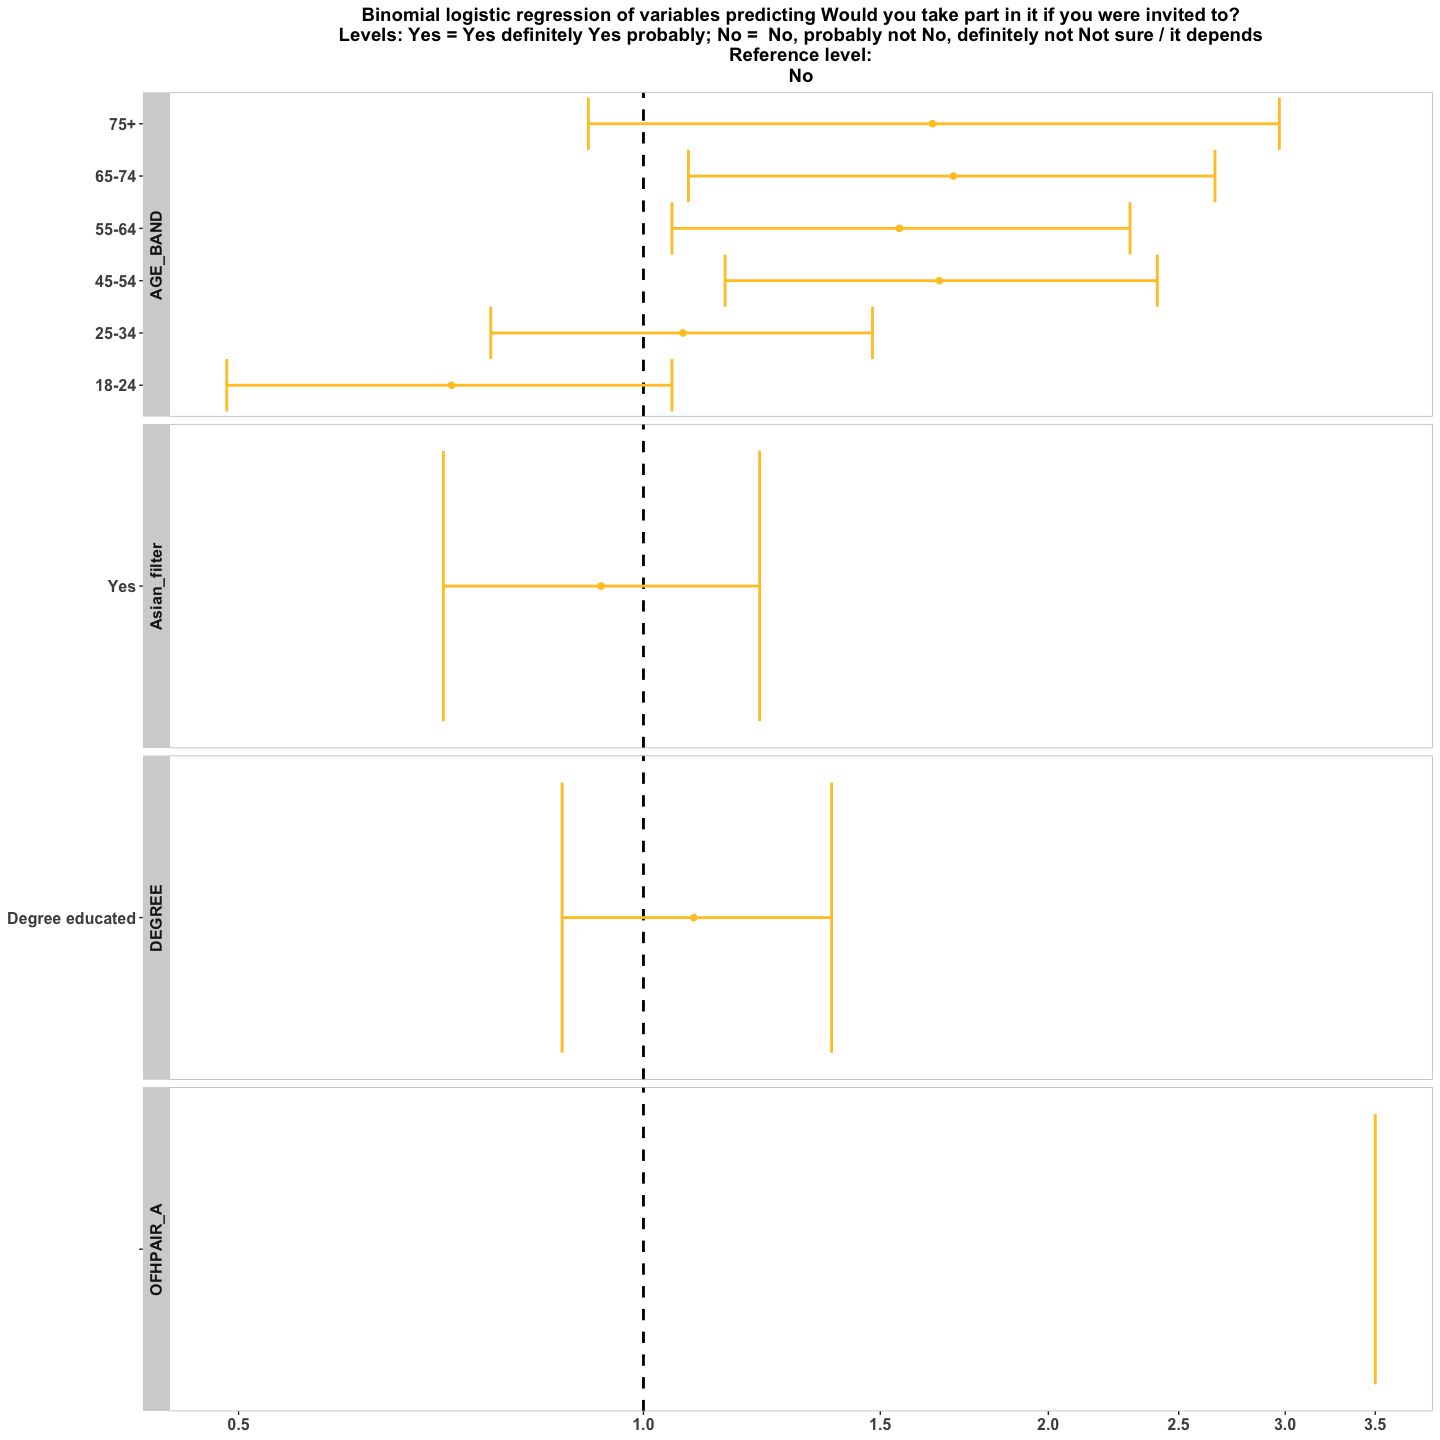 Binomial logistic regression of variables predicting Would you take part in it if you were invited to?
Levels: Yes = Yes definitely Yes probably; No =  No, probably not No, definitely not Not sure / it depends
Reference level:
No
AGE_BAND
75+
65-74
55-64
45-54
25-34
18-24
Asian_filter
Yes
DEGREE
Degree educated
OFHPAIR_A
0.5 1.0 1.5 2.0 2.5 3.0 3.5